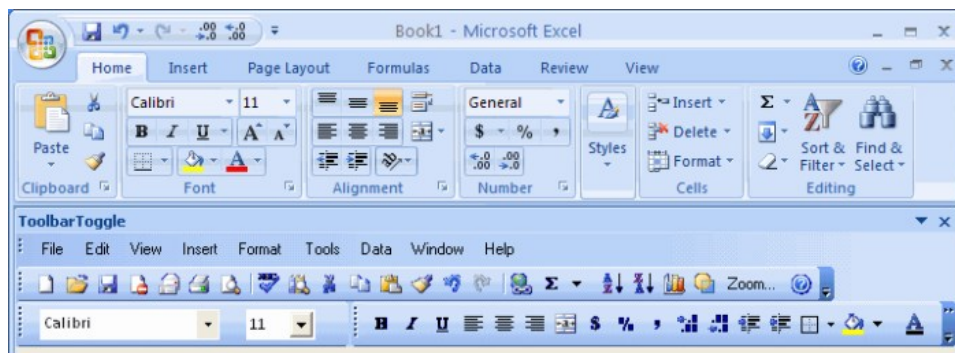 Book1 - Microsoft Excel
Home Insert Page Layout Formulas Data Review View
Calibri 11 General Insert Σ
B I U A A $ % , Delete
Paste Styles Sort & Find &
A Format Filter Select
Clipboard Font Alignment Number Cells Editing
ToolbarToggle
File Edit View Insert Format Tools Data Window Help
Σ Zoom...
Calibri 11 B I U $ % , A